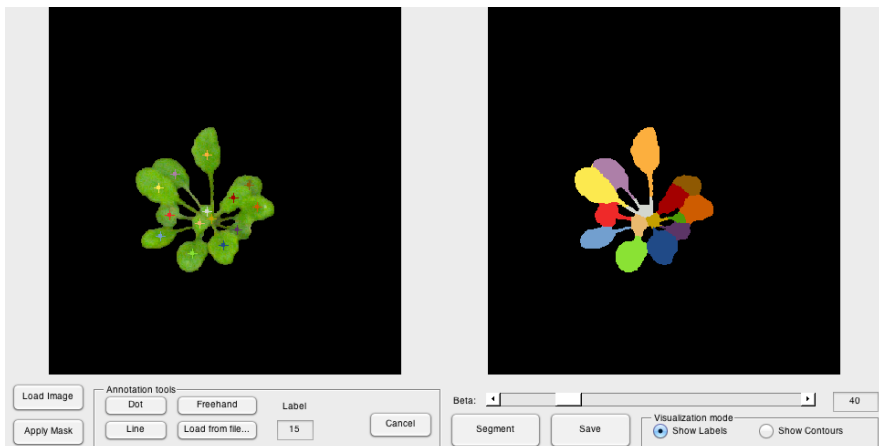 Load Image
Apply Mask
Annotation tools
Dot
Freehand
Label
Line
Load from file...
15
Cancel
Beta:
40
Segment
Save
Visualization mode
Show Labels
Show Contours